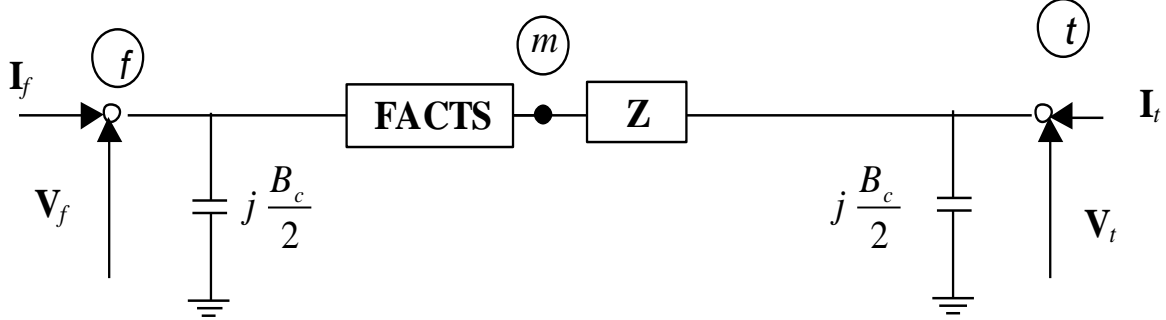 f
m
t
I_f
FACTS
Z
I_t
V_f
j B_c/2
j B_c/2
V_t